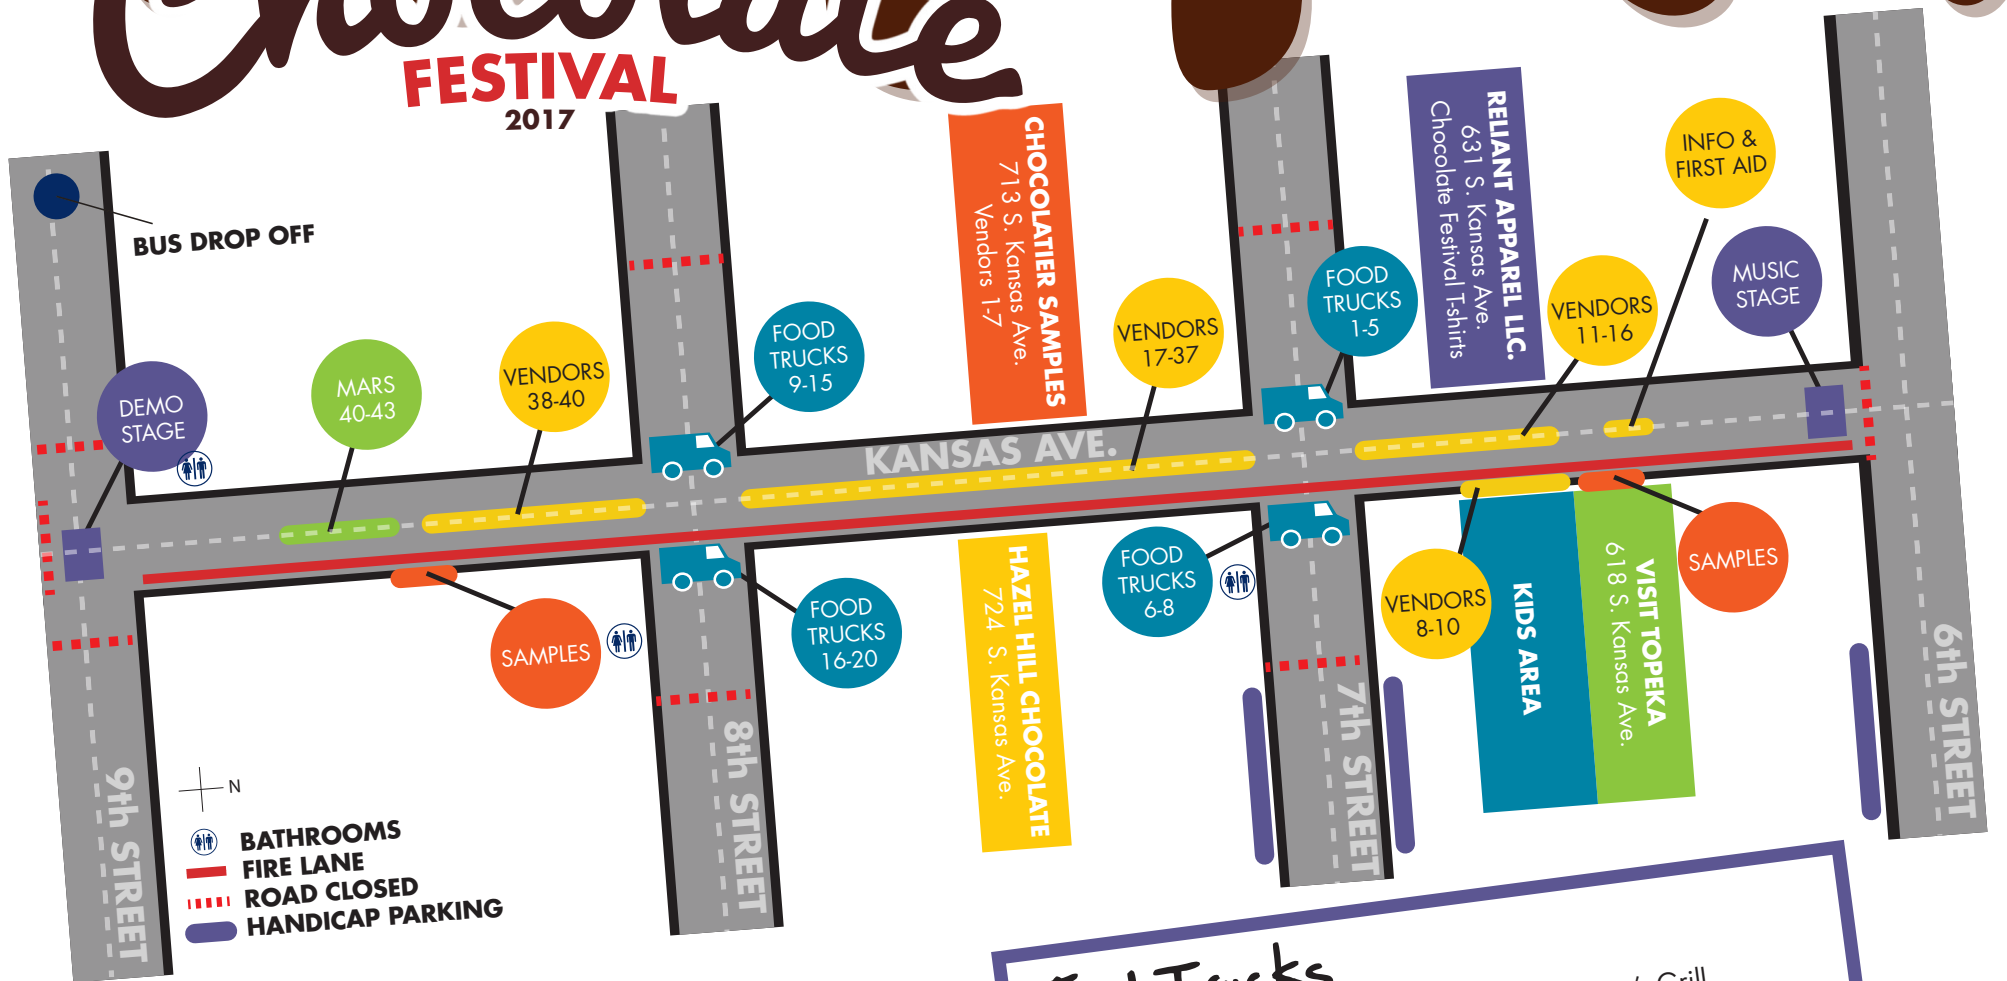 Chocolate
FESTIVAL
2017
BUS DROP OFF
DEMO
STAGE
MARS
40-43
VENDORS
38-40
FOOD
TRUCKS
9-15
CHOCOLATIER SAMPLES
713 S. Kansas Ave.
Vendors 1-7
VENDORS
17-37
FOOD
TRUCKS
1-5
RELIANT APPAREL LLC.
631 S. Kansas Ave.
Chocolate Festival T-shirts
VENDORS
11-16
INFO &
FIRST AID
MUSIC
STAGE
KANSAS AVE.
SAMPLES
FOOD
TRUCKS
16-20
HAZEL HILL CHOCOLATE
724 S. Kansas Ave.
FOOD
TRUCKS
6-8
VENDORS
8-10
KIDS AREA
VISIT TOPEKA
618 S. Kansas Ave.
SAMPLES
9th STREET
8th STREET
7th STREET
6th STREET
N
BATHROOMS
FIRE LANE
ROAD CLOSED
HANDICAP PARKING
Food Trucks
Grill